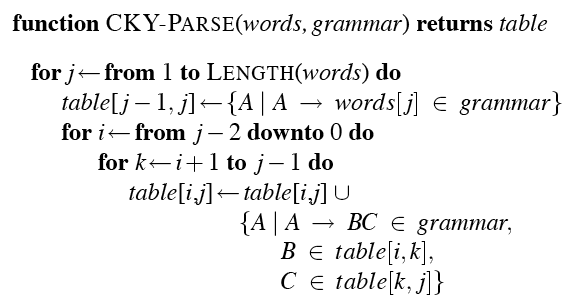 function CKY-PARSE(words, grammar) returns table
for j←from 1 to LENGTH(words) do
table[j−1, j]←{A | A → words[j] ∈ grammar}
for i←from j−2 downto 0 do
for k←i+1 to j−1 do
table[i,j]←table[i,j] ∪
{A | A → BC ∈ grammar,
B ∈ table[i,k],
C ∈ table[k,j]}